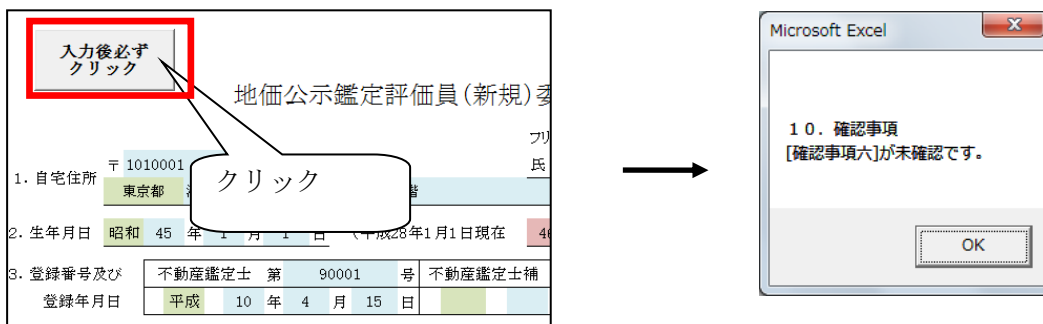 入力後必ず
クリック
地価公示鑑定評価員(新規)
1. 自宅住所
〒 1010001
クリック
東京都
2. 生年月日 昭和 45 年 1 月 1 日 (平成28年1月1日現在
3. 登録番号及び 不動産鑑定士 第 90001 号 不動産鑑定士補
登録年月日 平成 10 年 4 月 15 日
Microsoft Excel
10. 確認事項
[確認事項六]が未確認です。
OK